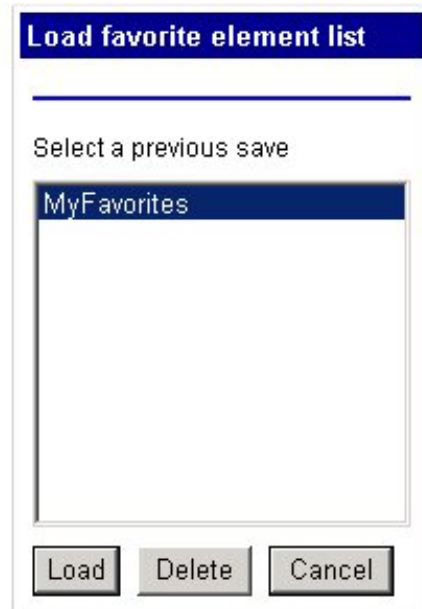 Load favorite element list
Select a previous save
MyFavorites
Load Delete Cancel